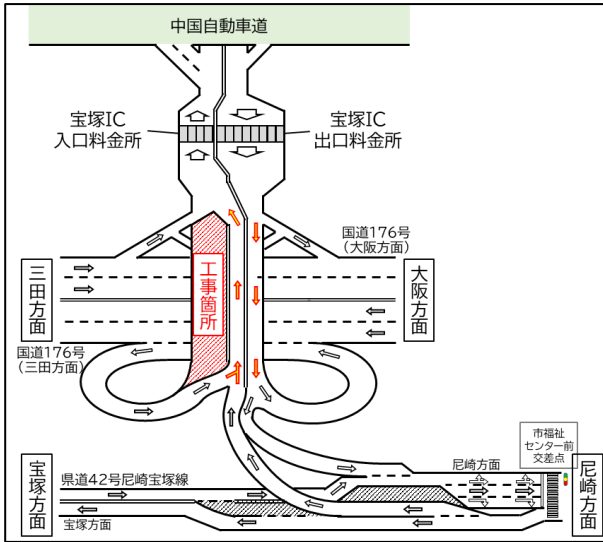 中国自動車道
宝塚IC
入口料金所
宝塚IC
出口料金所
国道176号
（大阪方面）
三田方面
工事箇所
大阪方面
国道176号
（三田方面）
市福祉
センター前
交差点
宝塚方面
県道42号尼崎宝塚線
尼崎方面
尼崎方面
宝塚方面